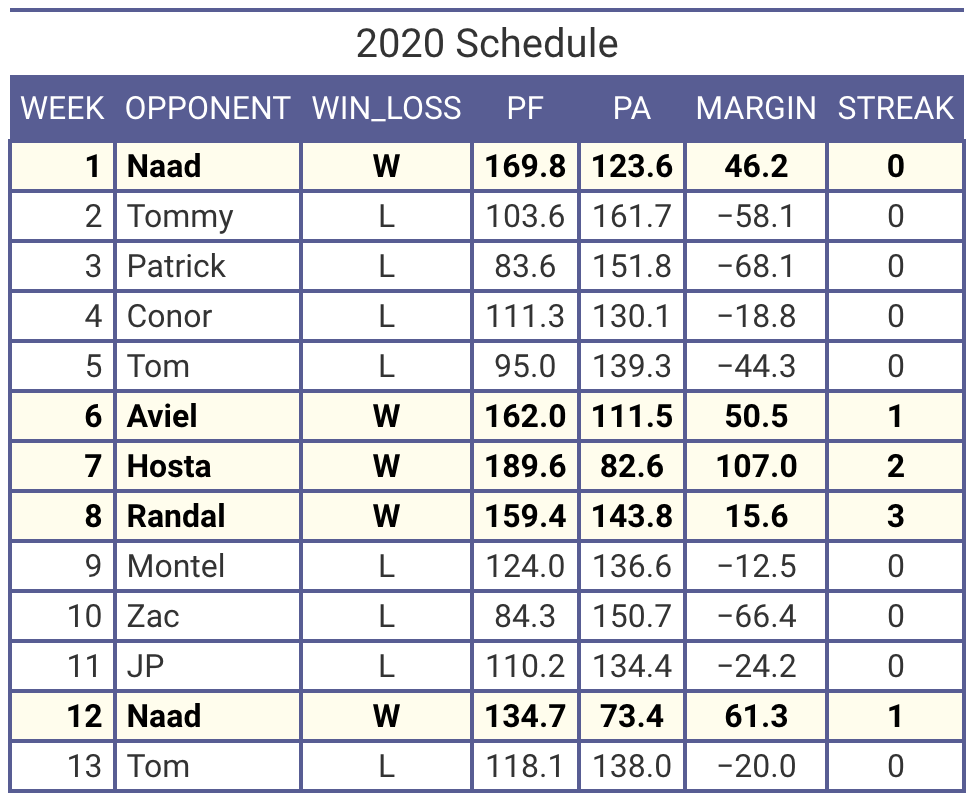 2020 Schedule
WEEK OPPONENT WIN_LOSS PF PA MARGIN STREAK
1 Naad W 169.8 123.6 46.2 0
2 Tommy L 103.6 161.7 −58.1 0
3 Patrick L 83.6 151.8 −68.1 0
4 Conor L 111.3 130.1 −18.8 0
5 Tom L 95.0 139.3 −44.3 0
6 Aviel W 162.0 111.5 50.5 1
7 Hosta W 189.6 82.6 107.0 2
8 Randal W 159.4 143.8 15.6 3
9 Montel L 124.0 136.6 −12.5 0
10 Zac L 84.3 150.7 −66.4 0
11 JP L 110.2 134.4 −24.2 0
12 Naad W 134.7 73.4 61.3 1
13 Tom L 118.1 138.0 −20.0 0